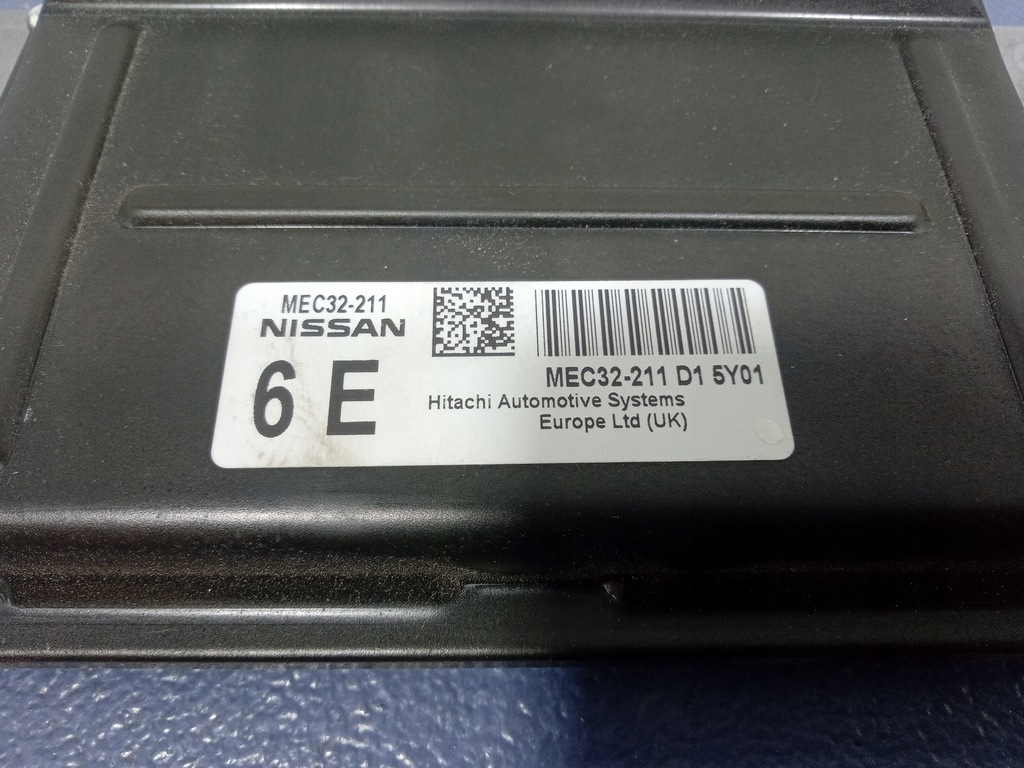 MEC32-211
NISSAN
6 E
MEC32-211 D1 5Y01
Hitachi Automotive Systems
Europe Ltd (UK)